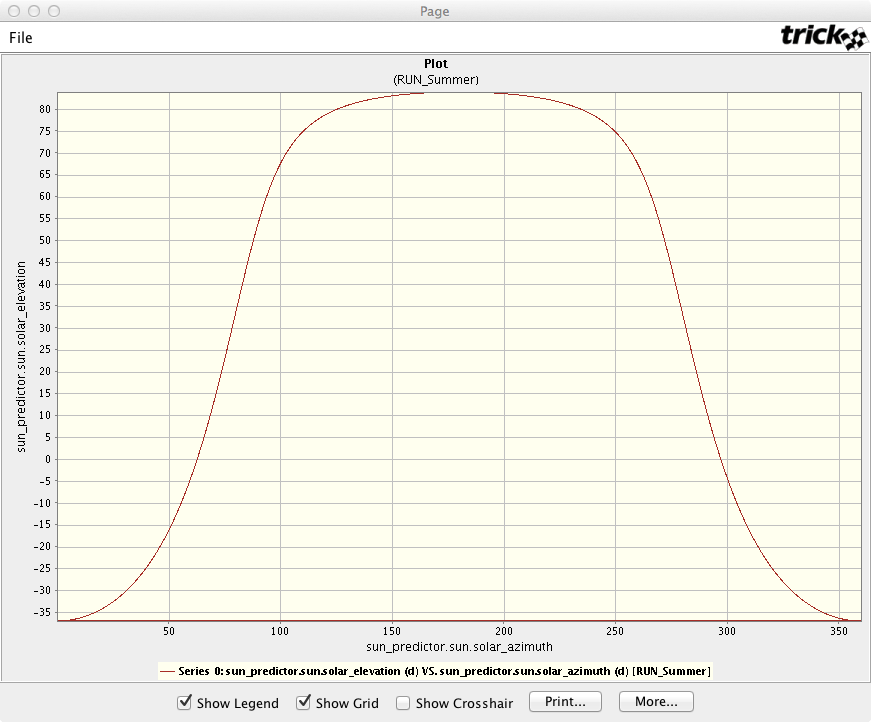 Page
File
trick
Plot
(RUN_Summer)
sun_predictor.sun.solar_elevation
80
75
70
65
60
55
50
45
40
35
30
25
20
15
10
5
0
-5
-10
-15
-20
-25
-30
-35
50 100 150 200 250 300 350
sun_predictor.sun.solar_azimuth
Series 0: sun_predictor.sun.solar_elevation (d) VS. sun_predictor.sun.solar_azimuth (d) [RUN_Summer]
Show Legend Show Grid Show Crosshair Print... More...